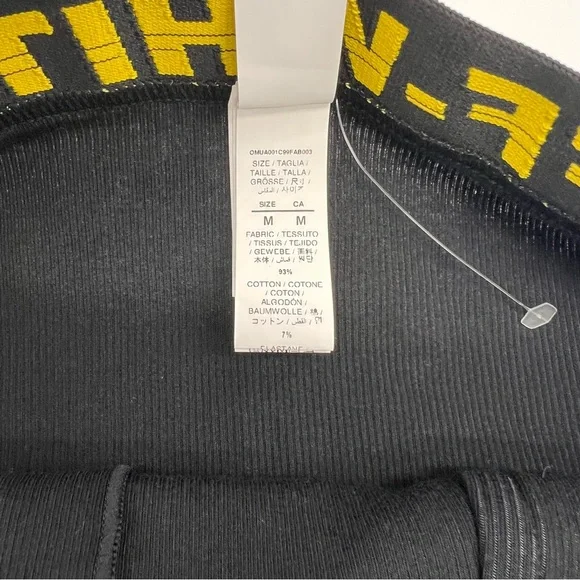 OMUA001C99FAB003
SIZE / TAGLIA /
TAILLE / TALLA /
GRÖSSE / 尺寸 /
SIZE CA
M M
FABRIC / TESSUTO
/ TISSUS / TEJIDO
/ GEWEBE / 面料 /
93%
COTTON / COTONE
/ COTON /
ALGODÓN /
BAUMWOLLE / 棉 /
コットン /
7%
ELASTANE